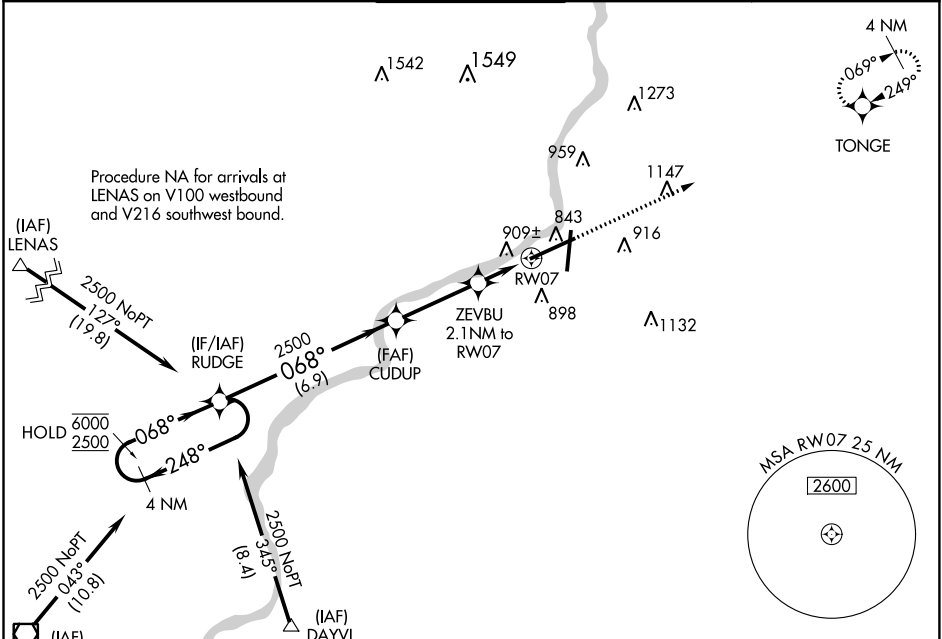 4 NM
069°
249°
TONGE
1542
1549
1273
959
1147
Procedure NA for arrivals at
LENAS on V100 westbound
and V216 southwest bound.
(IAF)
LENAS
2500 NoPT
127°
(19.8)
909±
843
916
RW07
898
1132
ZEVBU
2.1NM to
RW07
(IF/IAF)
RUDGE
2500
068°
(6.9)
(FAF)
CUDUP
HOLD 6000
2500
068°
248°
4 NM
MSA RW07 25 NM
2600
2500 NoPT
043°
(10.8)
2500 NoPT
345°
(8.4)
(IAF)
(IAF)
DAYVI